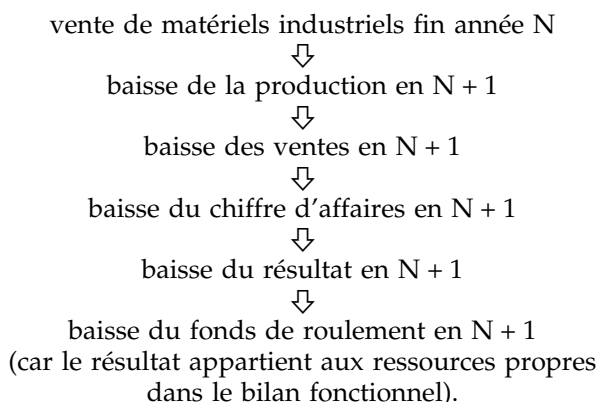 vente de matériels industriels fin année N
⇩
baisse de la production en N + 1
⇩
baisse des ventes en N + 1
⇩
baisse du chiffre d'affaires en N + 1
⇩
baisse du résultat en N + 1
⇩
baisse du fonds de roulement en N + 1
(car le résultat appartient aux ressources propres
dans le bilan fonctionnel).